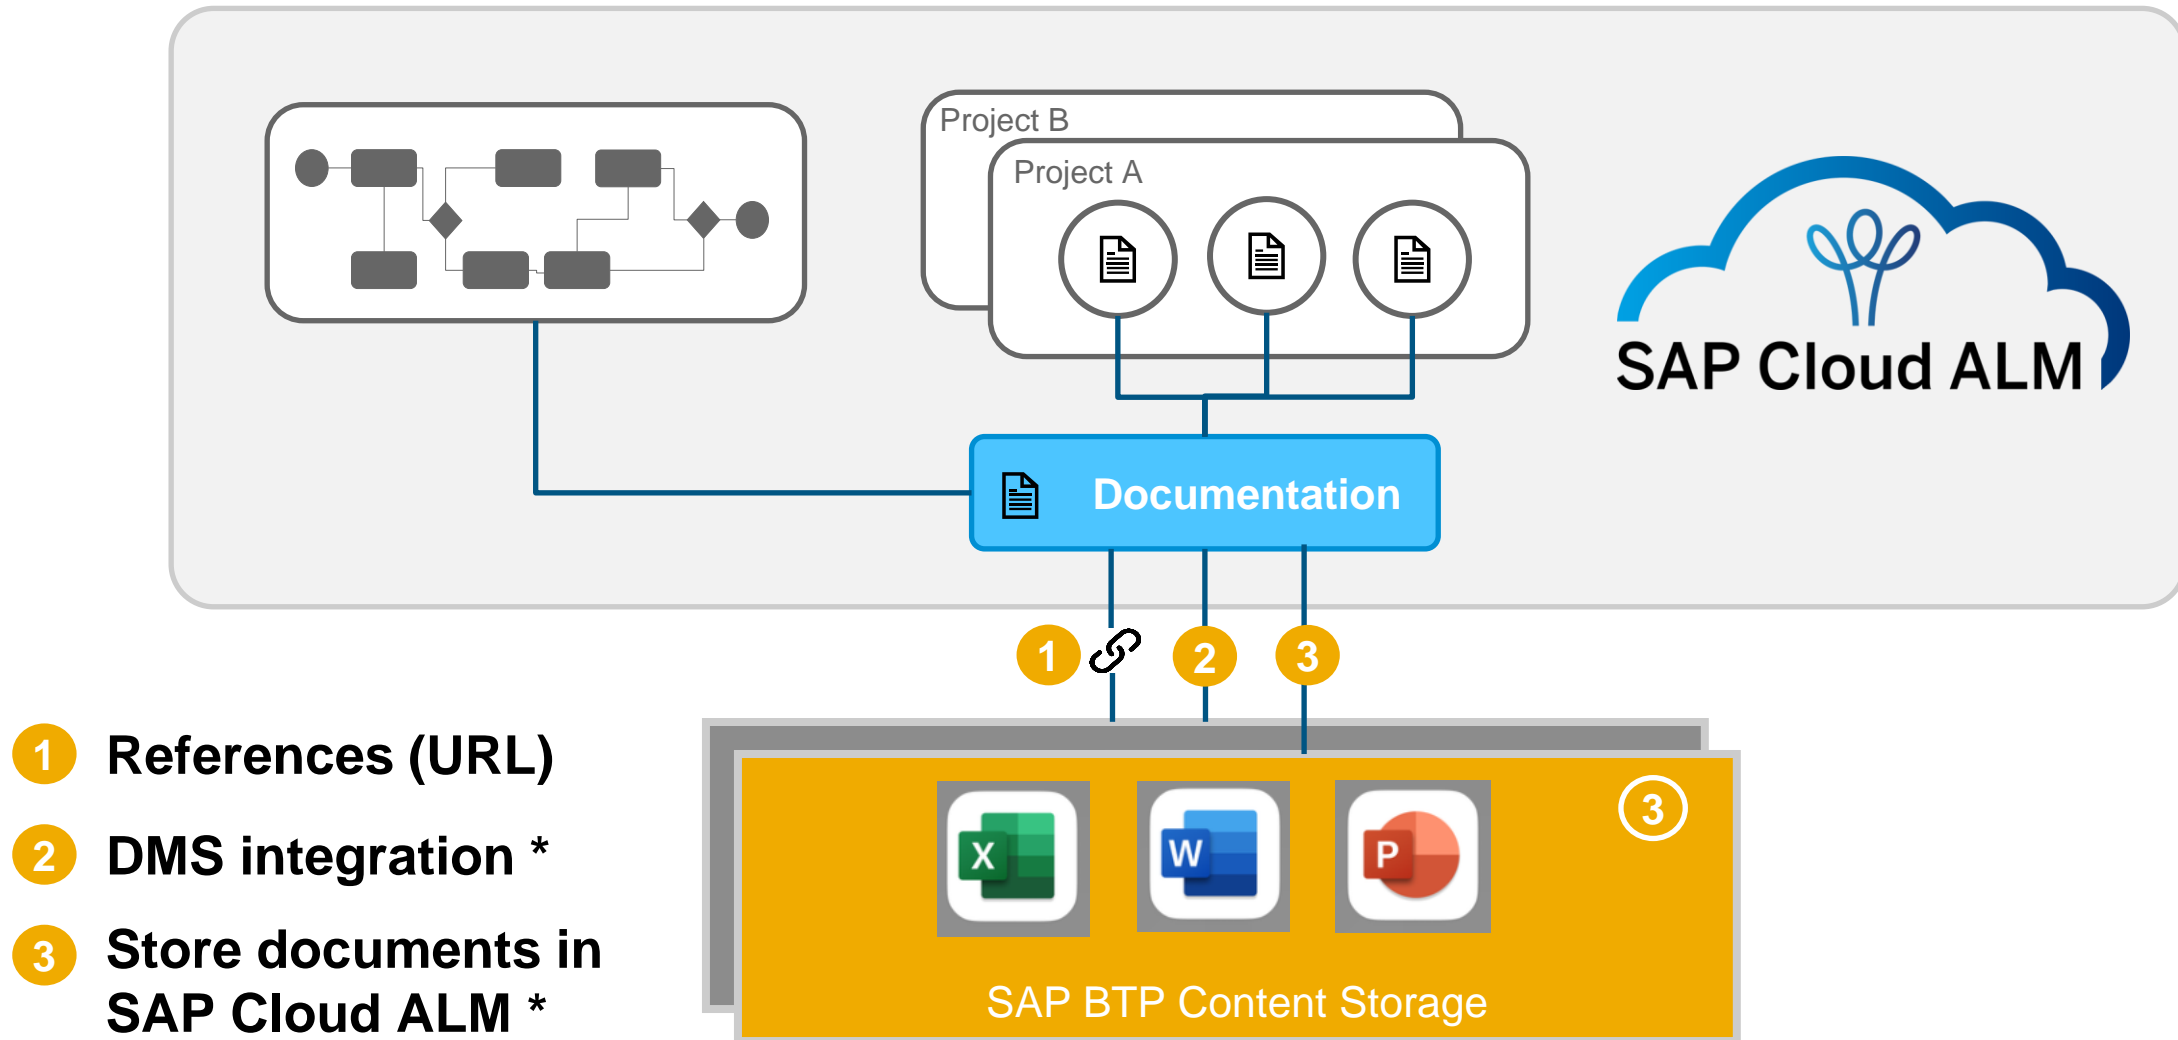 Project B
Project A
SAP Cloud ALM
Documentation
1
2
3
1 References (URL)
2 DMS integration *
3 Store documents in
SAP Cloud ALM *
3
X
W
P
SAP BTP Content Storage